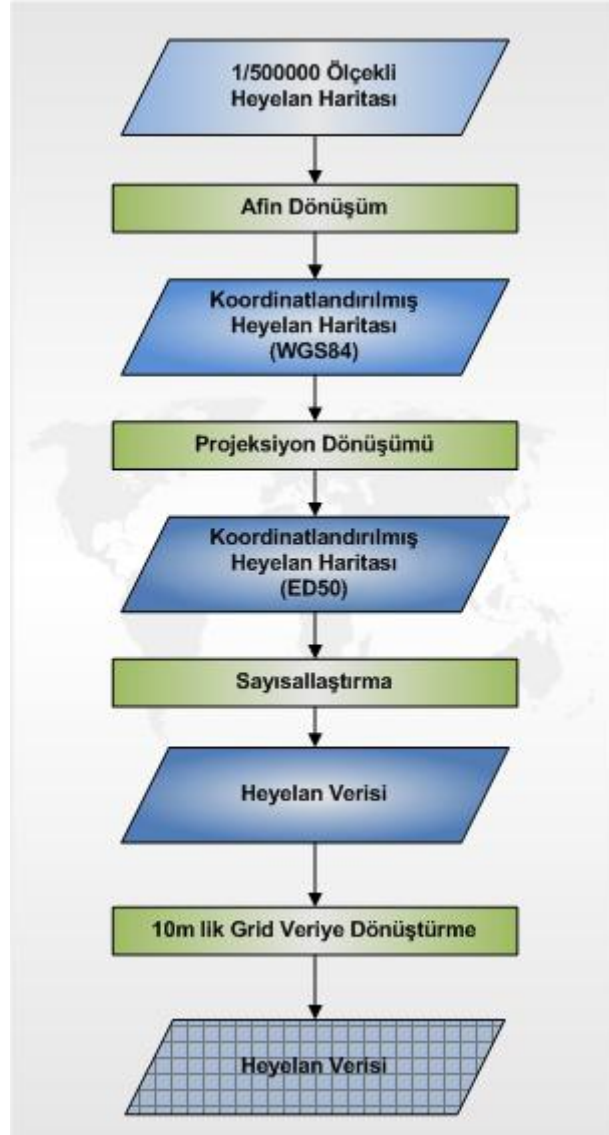 1/500000 Ölçekli
Heyelan Haritası
Afin Dönüşüm
Koordinatlandırılmış
Heyelan Haritası
(WGS84)
Projeksiyon Dönüşümü
Koordinatlandırılmış
Heyelan Haritası
(ED50)
Sayısallaştırma
Heyelan Verisi
10m lik Grid Veriye Dönüştürme
Heyelan Verisi